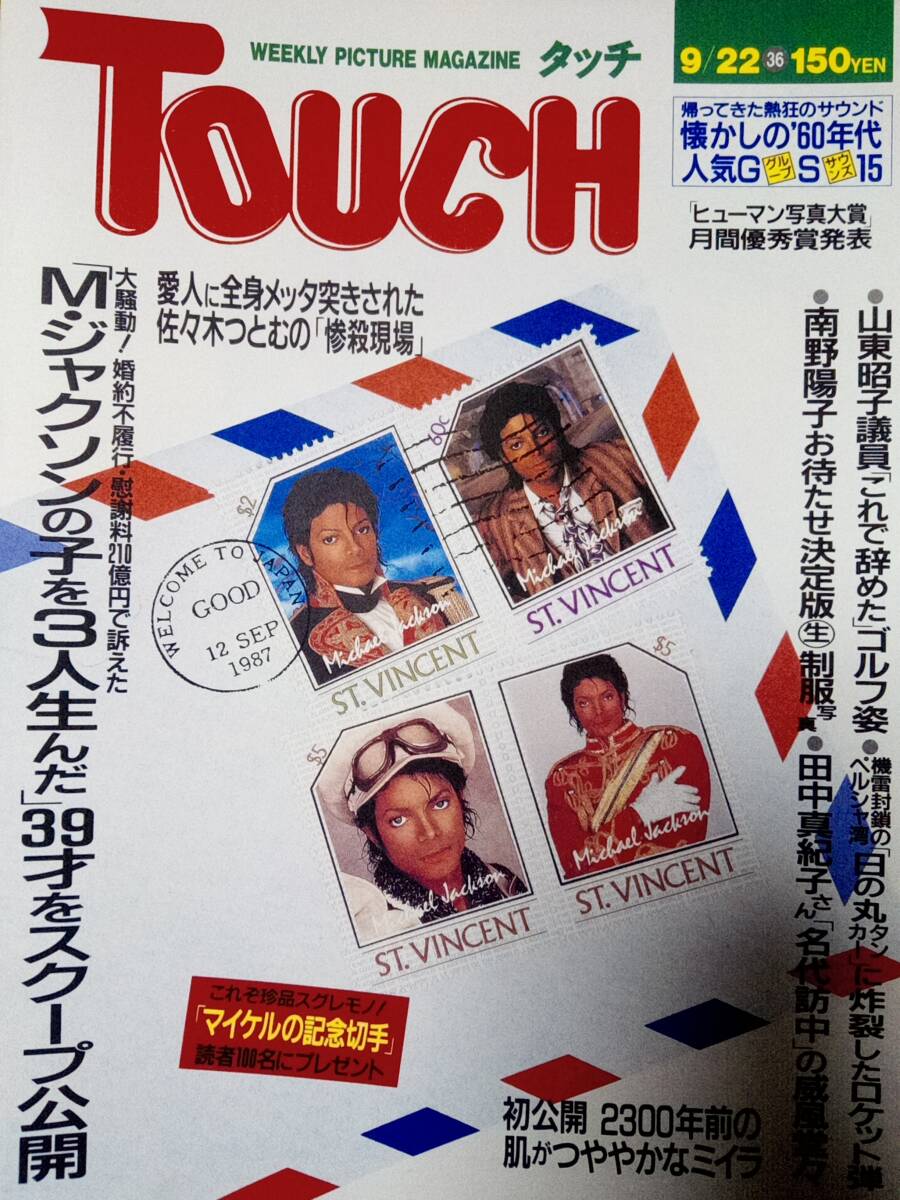 WEEKLY PICTURE MAGAZINE タッチ
TOUCH
9/22 36 150YEN
帰ってきた熱狂のサウンド
懐かしの'60年代
人気GグループSサウンズ15
「ヒューマン写真大賞」
月間優秀賞発表
愛人に全身メッタ突きされた
佐々木つとむの「惨殺現場」
大騒動!婚約不履行・慰謝料210億円で訴えた
「M・ジャクソンの子を3人生んだ」39才をスクープ公開
●山東昭子議員「これで辞めた」ゴルフ姿
●機雷封鎖のペルシャ湾「日の丸タンカー」に炸裂したロケット弾
●南野陽子お待たせ決定版生制服写真
●田中真紀子さん「名代訪中」の威風堂々
$2
Michael Jackson
ST. VINCENT
60c
Michael Jackson
ST. VINCENT
WELCOME TO JAPAN
GOOD
12 SEP
1987
$5
Michael Jackson
ST. VINCENT
$5
Michael Jackson
ST. VINCENT
これぞ珍品スグレモノ!
「マイケルの記念切手」
読者100名にプレゼント
初公開 2300年前の
肌がつややかなミイラ